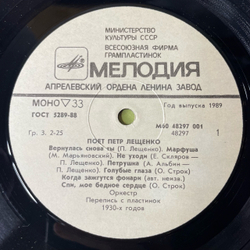 МИНИСТЕРСТВО
КУЛЬТУРЫ СССР
ВСЕСОЮЗНАЯ ФИРМА
ГРАМПЛАСТИНОК
МЕЛОДИЯ
АПРЕЛЕВСКИЙ ОРДЕНА ЛЕНИНА ЗАВОД
МОНО 33
Год выпуска 1989
ГОСТ 5289-88
М60 48297 001
Гр. 3. 2-25
48297 1
ПОЕТ ПЕТР ЛЕЩЕНКО
Вернулась снова ты (П. Лещенко). Марфуша
(М. Марьяновский). Не уходи (Е. Скляров —
П. Лещенко). Петрушка (А. Альбин —
П. Лещенко). Голубые глаза (О. Строк)
Когда зажгутся фонари (авт. неизв.)
Спи, мое бедное сердце (О. Строк)
Оркестр
Перепись с пластинок
1930-х годов